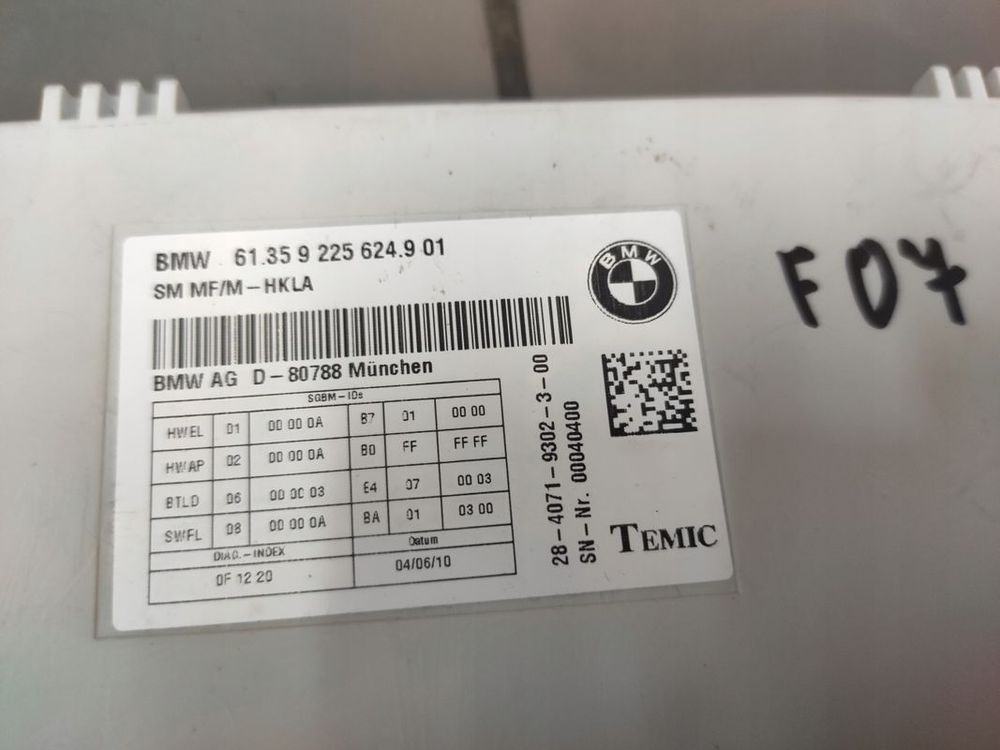 BMW 61.35 9 225 624.9 01
SM MF/M-HKLA
BMW
F07
BMW AG D-80788 München
SGBM-IDs
HWEL 01 00 00 0A B7 01 00 00
HWAP 02 00 00 0A B0 FF FF FF
BTLD 06 00 00 03 E4 07 00 03
SWFL 08 00 00 0A BA 01 03 00
DIAG.-INDEX Datum
0F 12 20 04/06/10
28-4071-9302-3-00
SN-Nr. 00040400
TEMIC